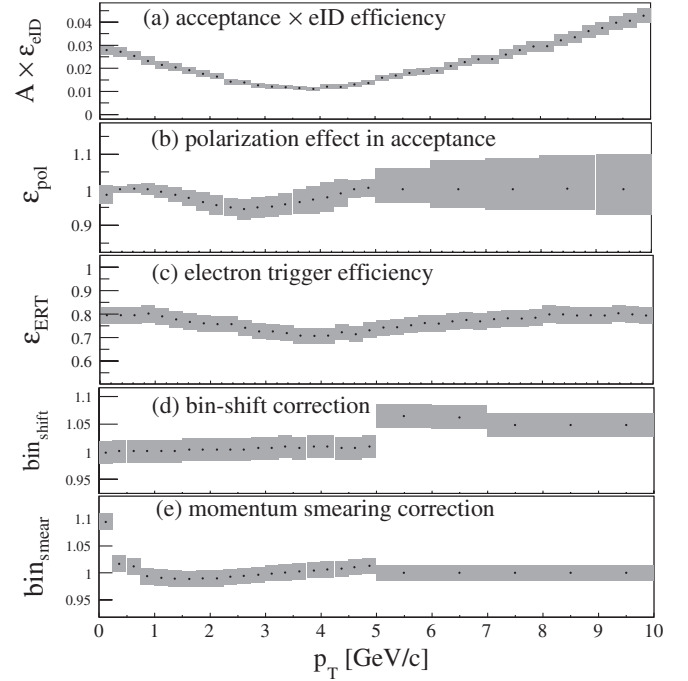 (a) acceptance × eID efficiency
0.04
0.03
0.02
0.01
0
A × ε_eID
(b) polarization effect in acceptance
1.1
1.0
0.9
ε_pol
(c) electron trigger efficiency
1
0.9
0.8
0.7
0.6
ε_ERT
(d) bin-shift correction
1.1
1.05
1
0.95
bin_shift
(e) momentum smearing correction
1.1
1.05
1
0.95
bin_smear
0 1 2 3 4 5 6 7 8 9 10
p_T [GeV/c]